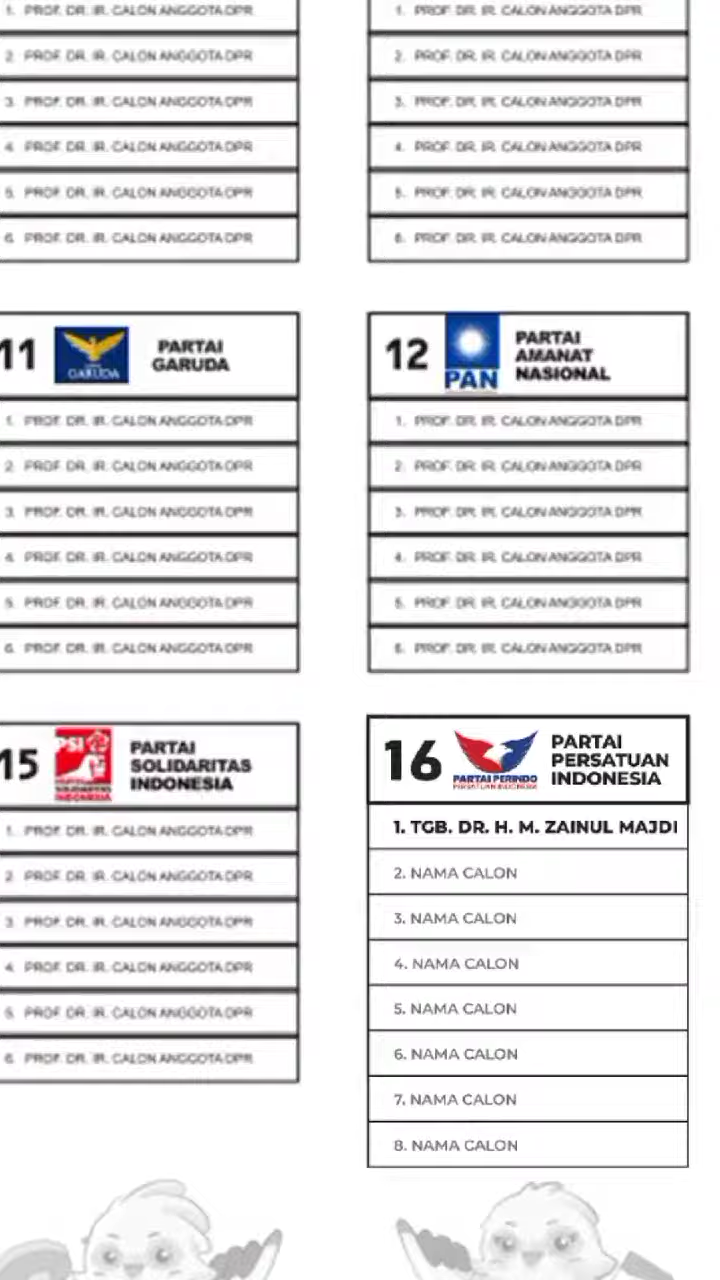 1. PROF. DR. IR. CALON ANGGOTA DPR
2. PROF. DR. IR. CALON ANGGOTA DPR
3. PROF. DR. IR. CALON ANGGOTA DPR
4. PROF. DR. IR. CALON ANGGOTA DPR
5. PROF. DR. IR. CALON ANGGOTA DPR
6. PROF. DR. IR. CALON ANGGOTA DPR
1. PROF. DR. IR. CALON ANGGOTA DPR
2. PROF. DR. IR. CALON ANGGOTA DPR
3. PROF. DR. IR. CALON ANGGOTA DPR
4. PROF. DR. IR. CALON ANGGOTA DPR
5. PROF. DR. IR. CALON ANGGOTA DPR
6. PROF. DR. IR. CALON ANGGOTA DPR
11
GARUDA
PARTAI
GARUDA
1. PROF. DR. IR. CALON ANGGOTA DPR
2. PROF. DR. IR. CALON ANGGOTA DPR
3. PROF. DR. IR. CALON ANGGOTA DPR
4. PROF. DR. IR. CALON ANGGOTA DPR
5. PROF. DR. IR. CALON ANGGOTA DPR
6. PROF. DR. IR. CALON ANGGOTA DPR
12
PAN
PARTAI
AMANAT
NASIONAL
1. PROF. DR. IR. CALON ANGGOTA DPR
2. PROF. DR. IR. CALON ANGGOTA DPR
3. PROF. DR. IR. CALON ANGGOTA DPR
4. PROF. DR. IR. CALON ANGGOTA DPR
5. PROF. DR. IR. CALON ANGGOTA DPR
6. PROF. DR. IR. CALON ANGGOTA DPR
15
PSI
PARTAI
SOLIDARITAS
INDONESIA
PARTAI
SOLIDARITAS
INDONESIA
1. PROF. DR. IR. CALON ANGGOTA DPR
2. PROF. DR. IR. CALON ANGGOTA DPR
3. PROF. DR. IR. CALON ANGGOTA DPR
4. PROF. DR. IR. CALON ANGGOTA DPR
5. PROF. DR. IR. CALON ANGGOTA DPR
6. PROF. DR. IR. CALON ANGGOTA DPR
16
PARTAI PERINDO
PERSATUAN INDONESIA
PARTAI
PERSATUAN
INDONESIA
1. TGB. DR. H. M. ZAINUL MAJDI
2. NAMA CALON
3. NAMA CALON
4. NAMA CALON
5. NAMA CALON
6. NAMA CALON
7. NAMA CALON
8. NAMA CALON